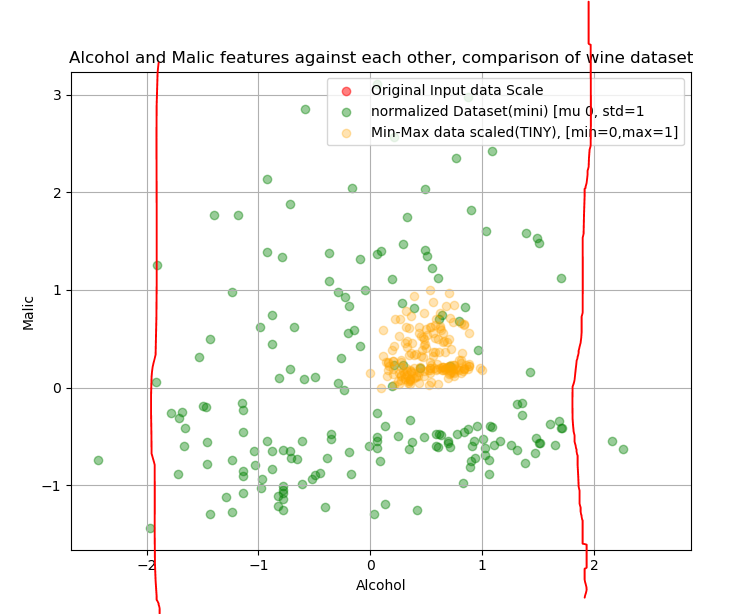 Alcohol and Malic features against each other, comparison of wine dataset
Original Input data Scale
normalized Dataset(mini) [mu 0, std=1
Min-Max data scaled(TINY), [min=0,max=1]
3
2
1
0
−1
Malic
−2 −1 0 1 2
Alcohol